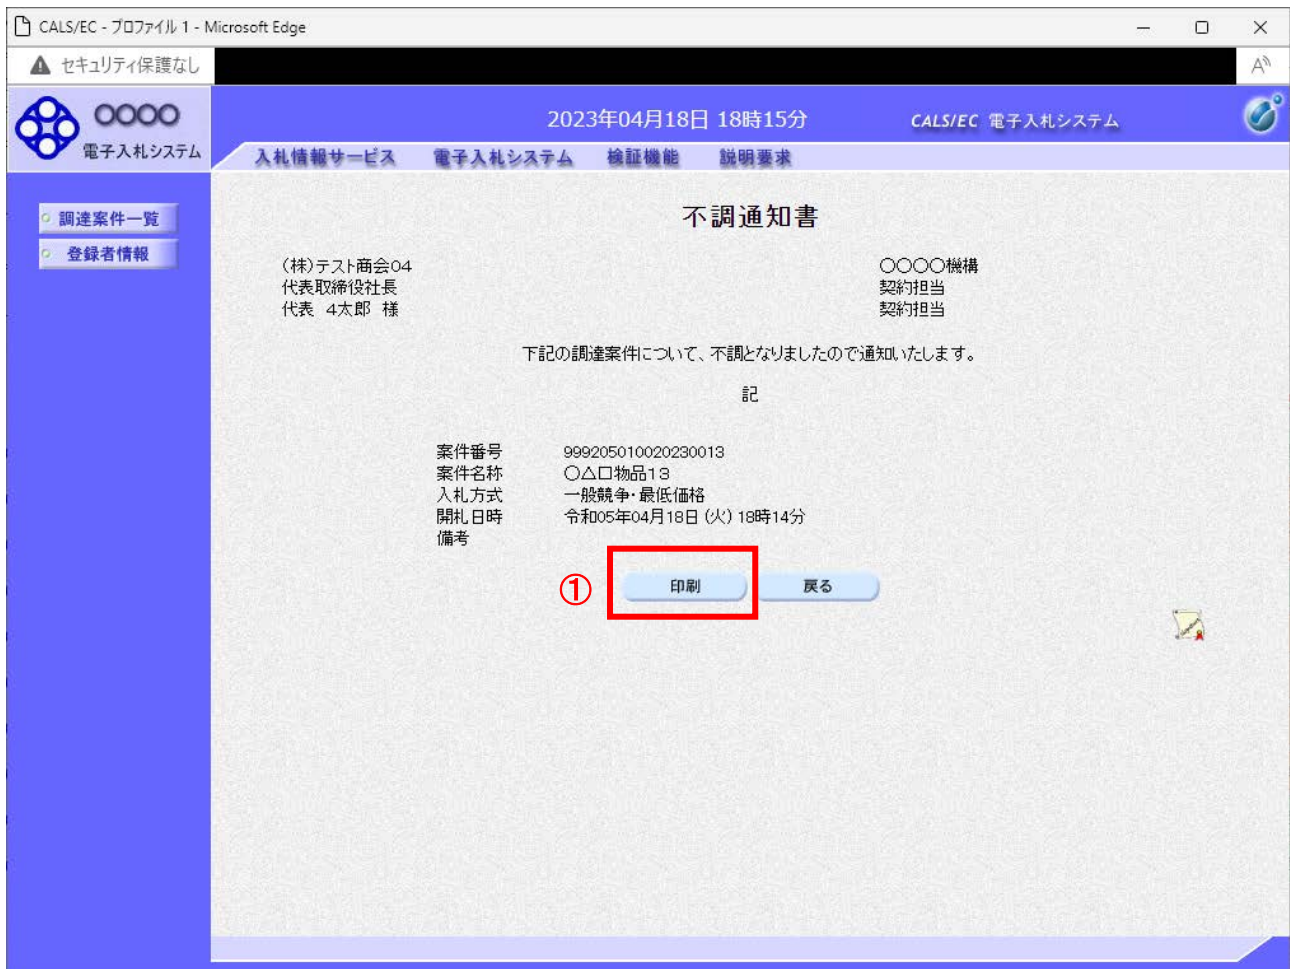 CALS/EC - プロファイル 1 - Microsoft Edge
セキュリティ保護なし
〇〇〇〇
電子入札システム
2023年04月18日 18時15分
CALS/EC 電子入札システム
入札情報サービス 電子入札システム 検証機能 説明要求
調達案件一覧
登録者情報
不調通知書
(株)テスト商会04
代表取締役社長
代表 4太郎 様
〇〇〇〇機構
契約担当
契約担当
下記の調達案件について、不調となりましたので通知いたします。
記
案件番号 999205010020230013
案件名称 〇△口物品13
入札方式 一般競争・最低価格
開札日時 令和05年04月18日 (火) 18時14分
備考
① 印刷 戻る